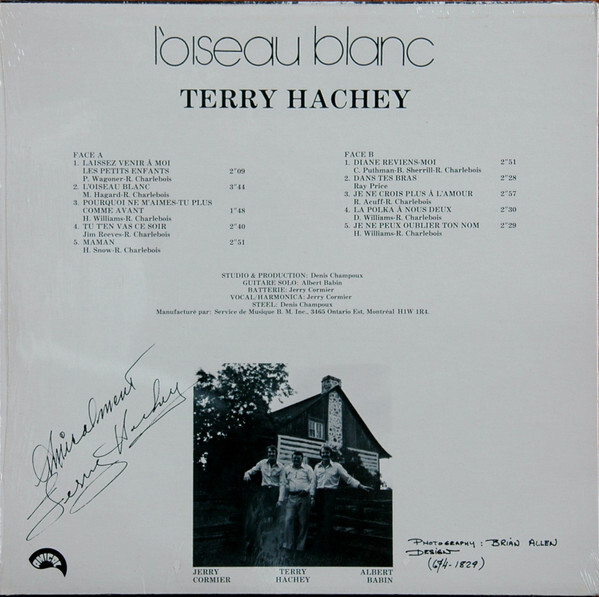 l'oiseau blanc
TERRY HACHEY
FACE A
1. LAISSEZ VENIR À MOI
LES PETITS ENFANTS 2"09
P. Wagoner-R. Charlebois
2. L'OISEAU BLANC 3"44
M. Hagard-R. Charlebois
3. POURQUOI NE M'AIMES-TU PLUS
COMME AVANT 1"48
H. Williams-R. Charlebois
4. TU T'EN VAS CE SOIR 2"40
Jim Reeves-R. Charlebois
5. MAMAN 2"51
H. Snow-R. Charlebois
FACE B
1. DIANE REVIENS-MOI 2"51
C. Puthman-B. Sherrill-R. Charlebois
2. DANS TES BRAS 2"28
Ray Price
3. JE NE CROIS PLUS À L'AMOUR 2"57
R. Acuff-R. Charlebois
4. LA POLKA À NOUS DEUX 2"30
D. Williams-R. Charlebois
5. JE NE PEUX OUBLIER TON NOM 2"29
H. Williams-R. Charlebois
STUDIO & PRODUCTION: Denis Champoux
GUITARE SOLO: Albert Babin
BATTERIE: Jerry Cormier
VOCAL/HARMONICA: Jerry Cormier
STEEL: Denis Champoux
Manufacturé par: Service de Musique B. M. Inc., 3465 Ontario Est, Montréal H1W 1R4.
Amicalment
Hachey
AMICAL
JERRY
CORMIER
TERRY
HACHEY
ALBERT
BABIN
PHOTOGRAPHY : BRIAN ALLEN
DESIGN
(674-1829)